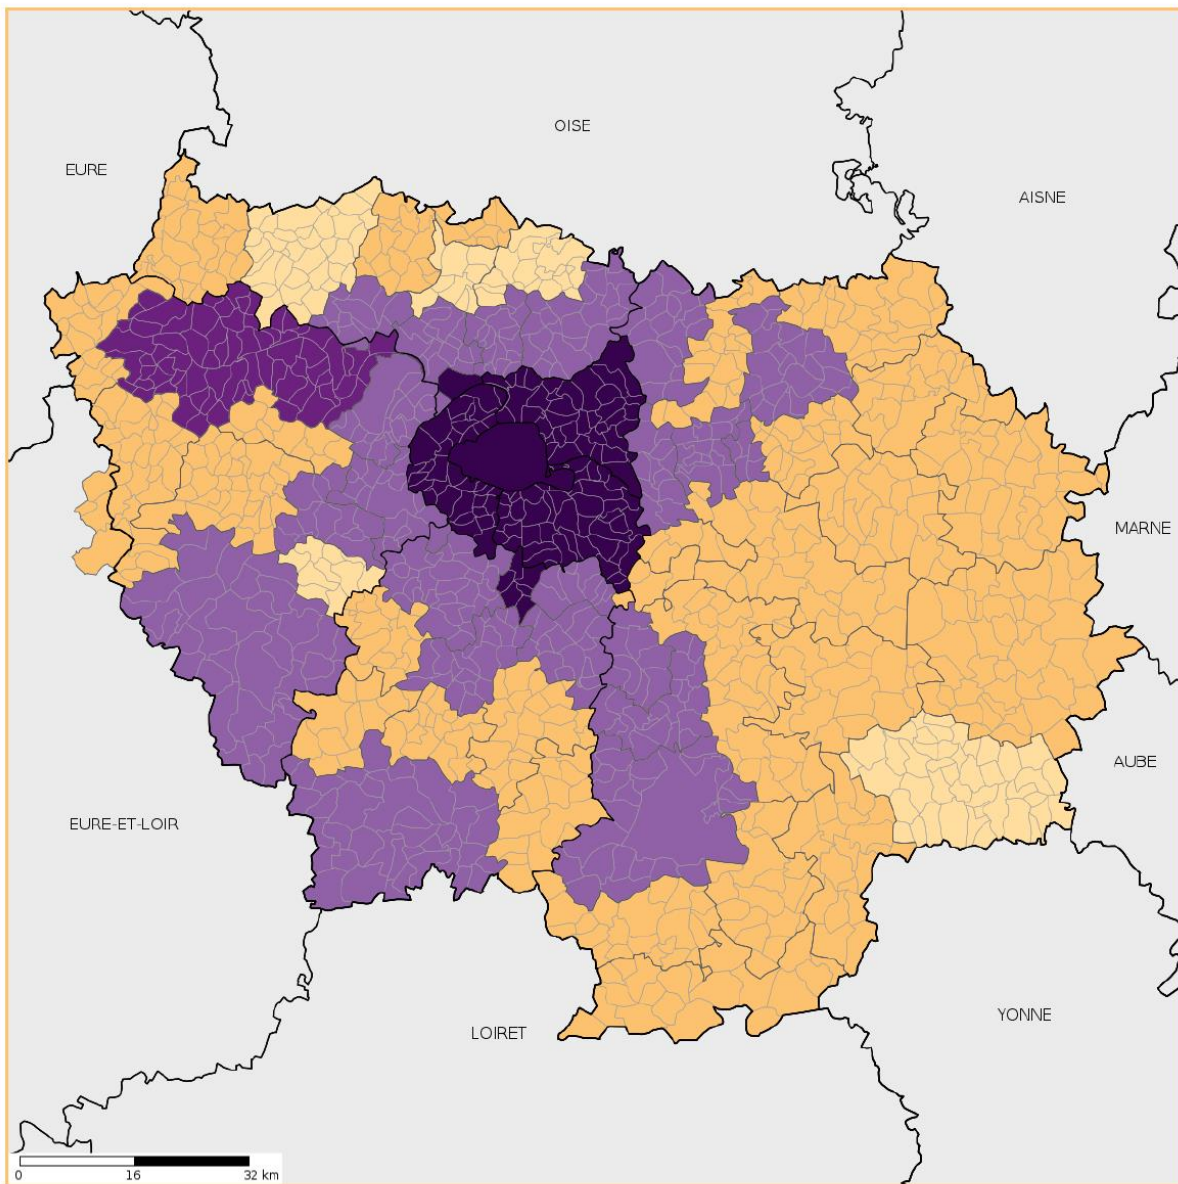 OISE
EURE
AISNE
MARNE
AUBE
EURE-ET-LOIR
YONNE
LOIRET
0 16 32 km